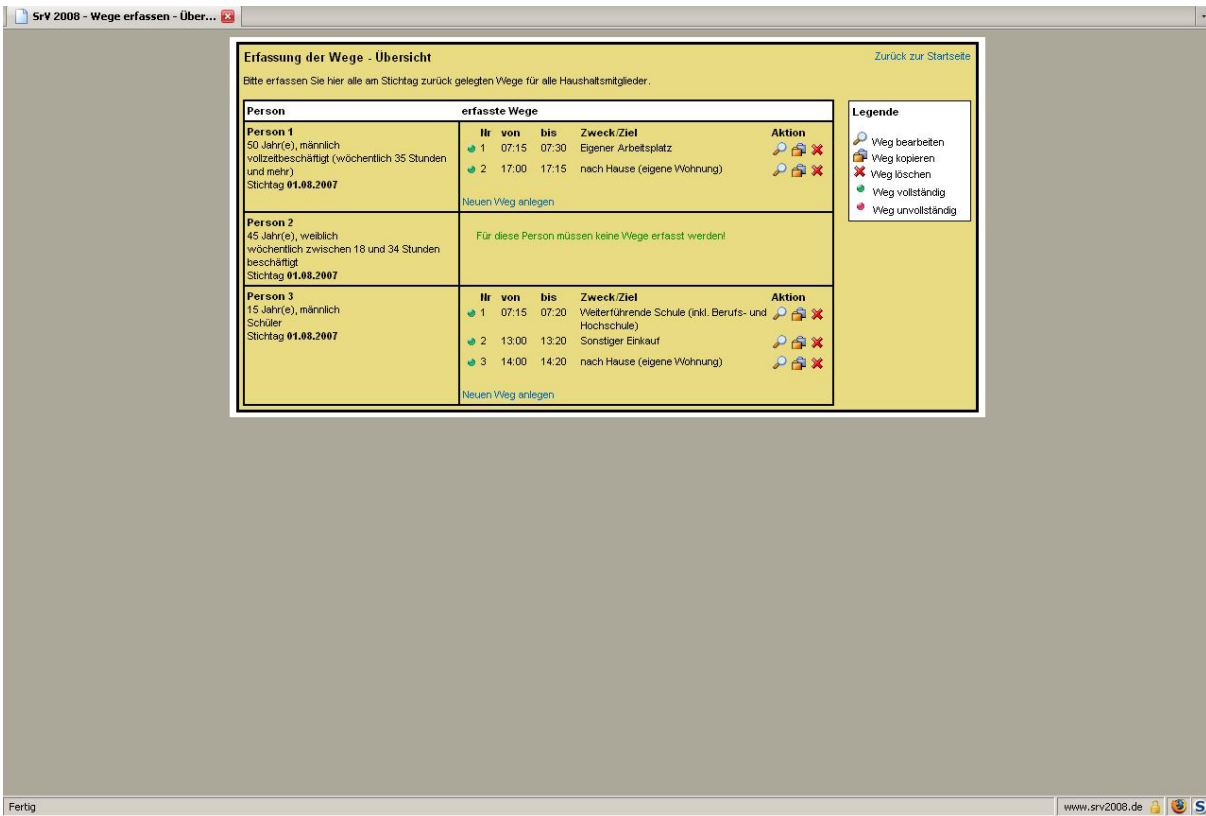 SrV 2008 - Wege erfassen - Über...
Erfassung der Wege - Übersicht
Zurück zur Startseite
Bitte erfassen Sie hier alle am Stichtag zurück gelegten Wege für alle Haushaltsmitglieder.
Person erfasste Wege
Person 1
50 Jahr(e), männlich
vollzeitbeschäftigt (wöchentlich 35 Stunden
und mehr)
Stichtag 01.08.2007
Nr von bis Zweck/Ziel Aktion
1 07:15 07:30 Eigener Arbeitsplatz
2 17:00 17:15 nach Hause (eigene Wohnung)
Neuen Weg anlegen
Person 2
45 Jahr(e), weiblich
wöchentlich zwischen 18 und 34 Stunden
beschäftigt
Stichtag 01.08.2007
Für diese Person müssen keine Wege erfasst werden!
Person 3
15 Jahr(e), männlich
Schüler
Stichtag 01.08.2007
Nr von bis Zweck/Ziel Aktion
1 07:15 07:20 Weiterführende Schule (inkl. Berufs- und
Hochschule)
2 13:00 13:20 Sonstiger Einkauf
3 14:00 14:20 nach Hause (eigene Wohnung)
Neuen Weg anlegen
Legende
Weg bearbeiten
Weg kopieren
Weg löschen
Weg vollständig
Weg unvollständig
Fertig
www.srv2008.de
S